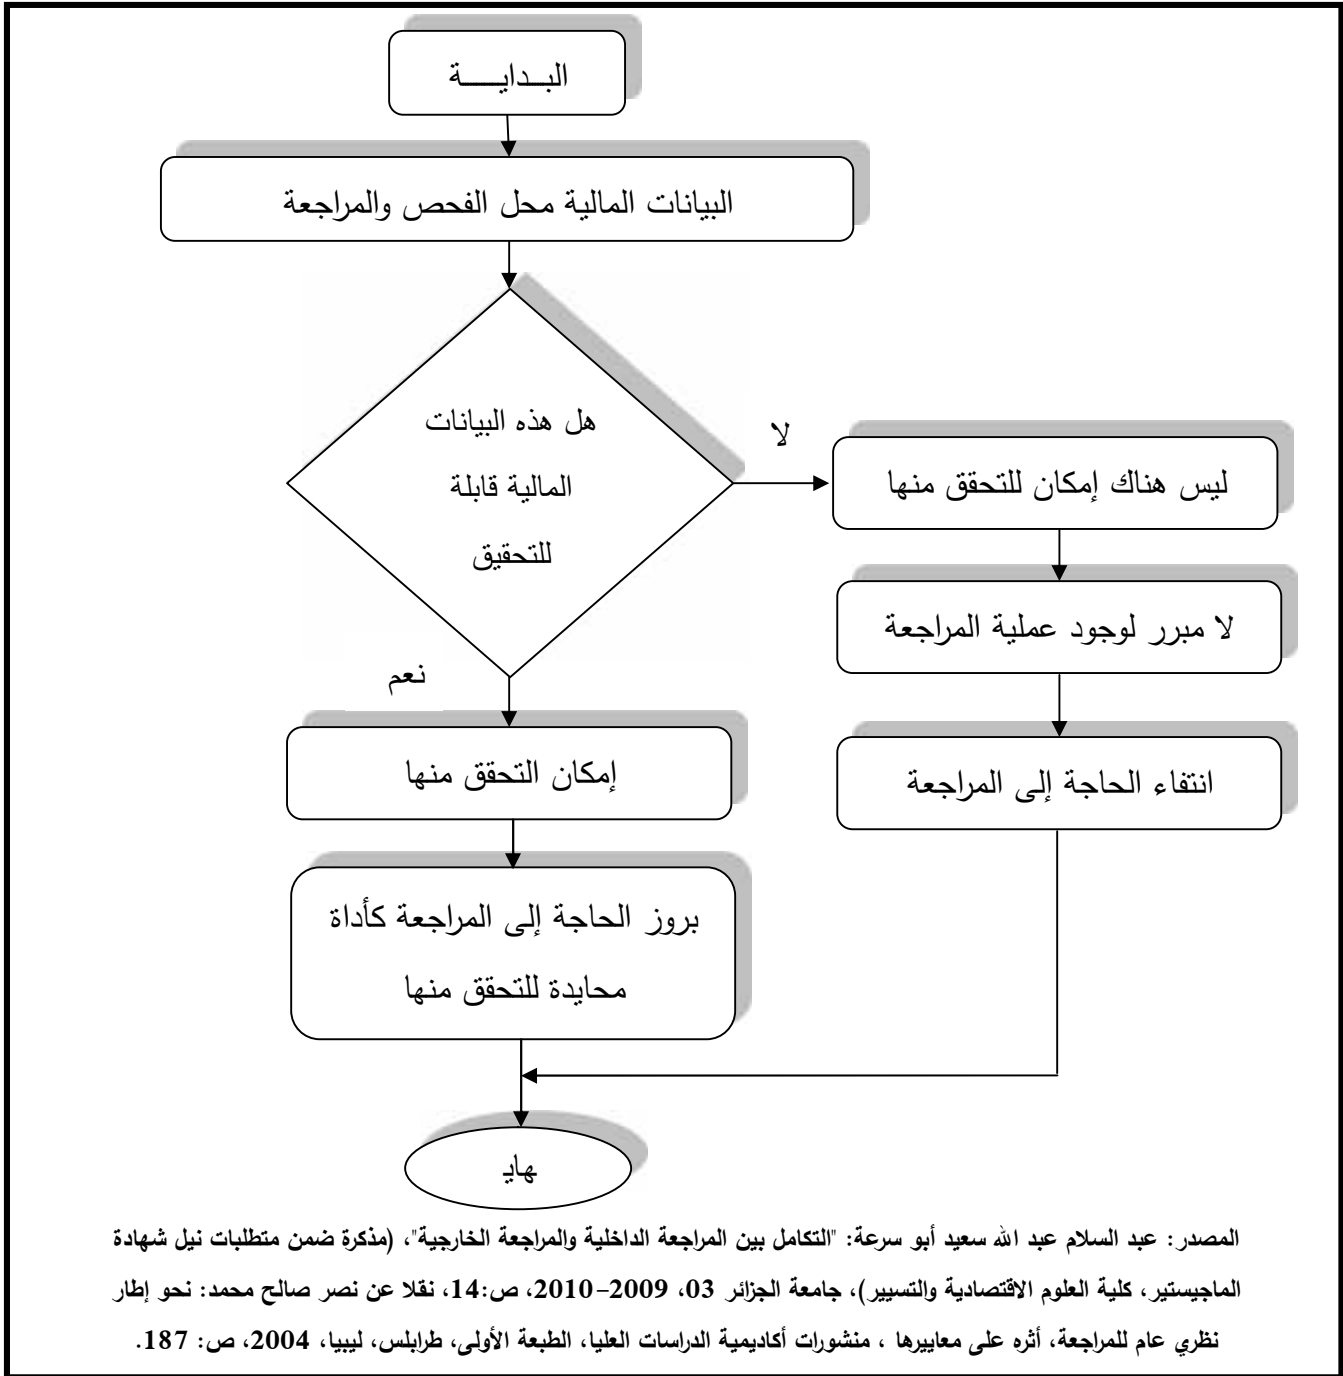 البـدايــــة
البيانات المالية محل الفحص والمراجعة
هل هذه البيانات
المالية قابلة
للتحقيق
لا
ليس هناك إمكان للتحقق منها
لا مبرر لوجود عملية المراجعة
انتفاء الحاجة إلى المراجعة
نعم
إمكان التحقق منها
بروز الحاجة إلى المراجعة كأداة
محايدة للتحقق منها
هاي
المصدر: عبد السلام عبد الله سعيد أبو سرعة: "التكامل بين المراجعة الداخلية والمراجعة الخارجية"، (مذكرة ضمن متطلبات نيل شهادة
الماجيستير، كلية العلوم الاقتصادية والتسيير)، جامعة الجزائر 03، 2009-2010، ص:14، نقلا عن نصر صالح محمد: نحو إطار
نظري عام للمراجعة، أثره على معاييرها ، منشورات أكاديمية الدراسات العليا، الطبعة الأولى، طرابلس، ليبيا، 2004، ص: 187.